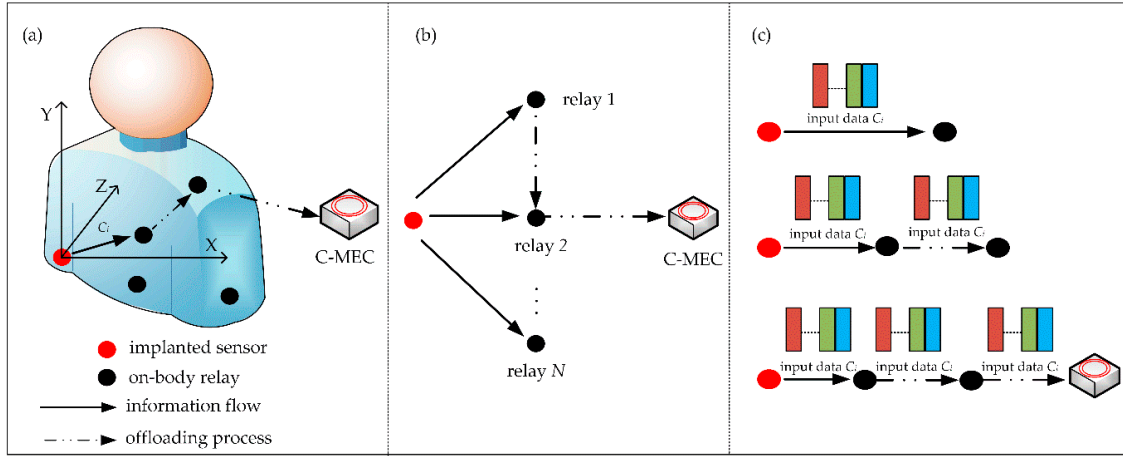 (a)
Y
Z
Cᵢ
X
C-MEC
implanted sensor
on-body relay
information flow
offloading process
(b)
relay 1
relay 2
C-MEC
relay N
(c)
input data Cᵢ
input data Cᵢ
input data Cᵢ
input data Cᵢ
input data Cᵢ
input data Cᵢ